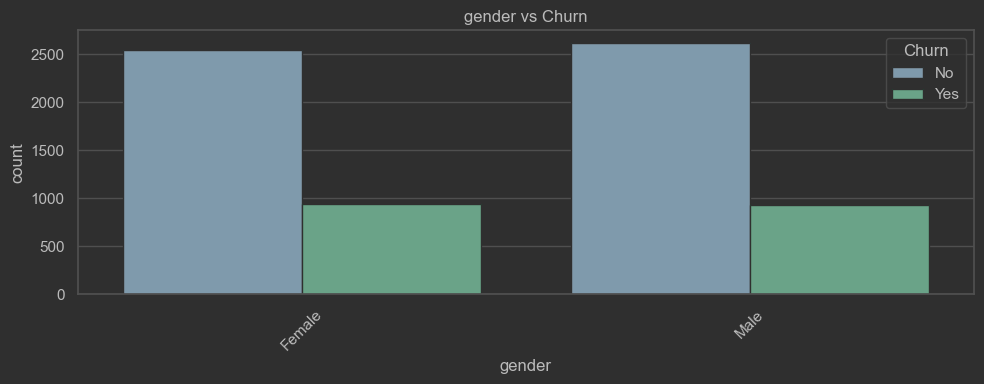 gender vs Churn
Churn
No
Yes
count
2500
2000
1500
1000
500
0
Female
Male
gender